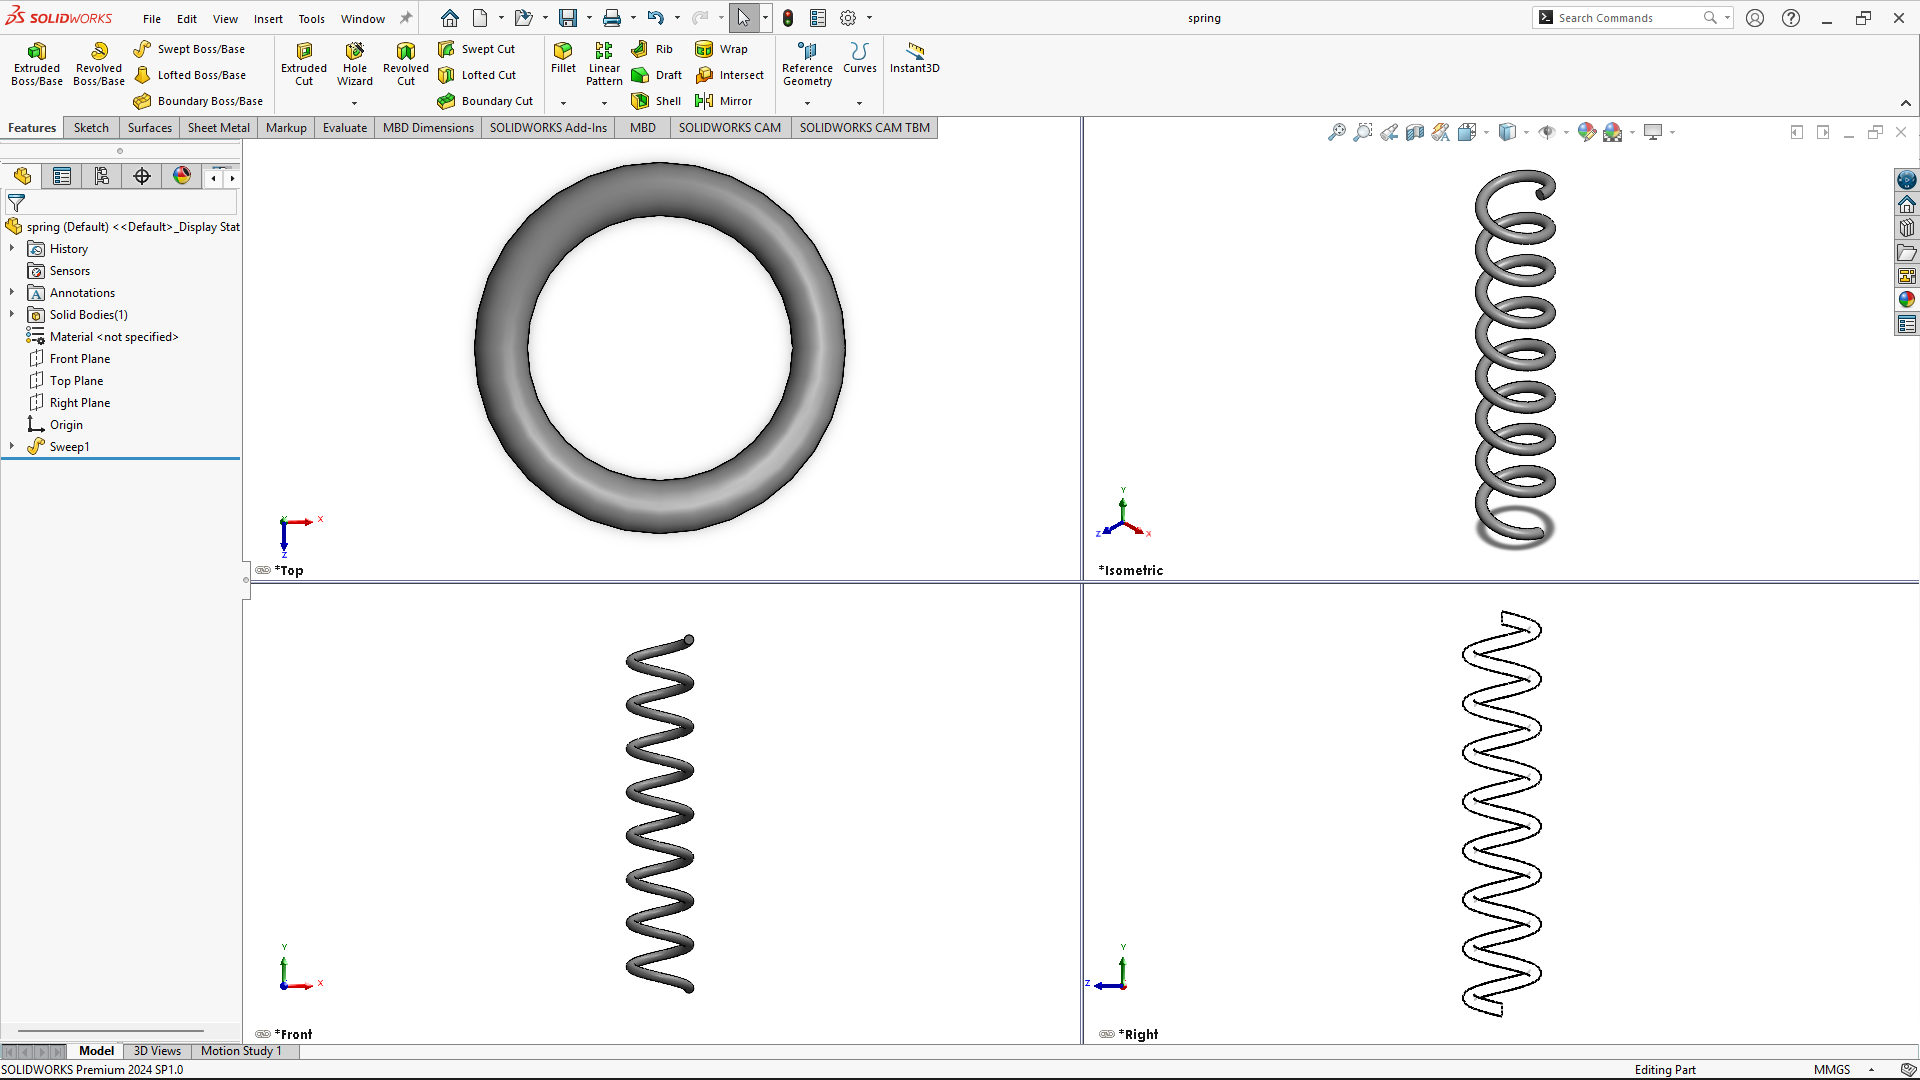 SOLIDWORKS File Edit View Insert Tools Window spring Search Commands
Extruded Boss/Base
Revolved Boss/Base
Swept Boss/Base
Lofted Boss/Base
Boundary Boss/Base
Extruded Cut
Hole Wizard
Revolved Cut
Swept Cut
Lofted Cut
Boundary Cut
Fillet
Linear Pattern
Rib
Draft
Shell
Wrap
Intersect
Mirror
Reference Geometry
Curves
Instant3D
Features Sketch Surfaces Sheet Metal Markup Evaluate MBD Dimensions SOLIDWORKS Add-Ins MBD SOLIDWORKS CAM SOLIDWORKS CAM TBM
spring (Default) <<Default>_Display Stat
History
Sensors
Annotations
Solid Bodies(1)
Material <not specified>
Front Plane
Top Plane
Right Plane
Origin
Sweep1
Y X
Z
*Top
Y
Z X
*Isometric
Y
X
*Front
Y
Z
*Right
Model 3D Views Motion Study 1
SOLIDWORKS Premium 2024 SP1.0 Editing Part MMGS